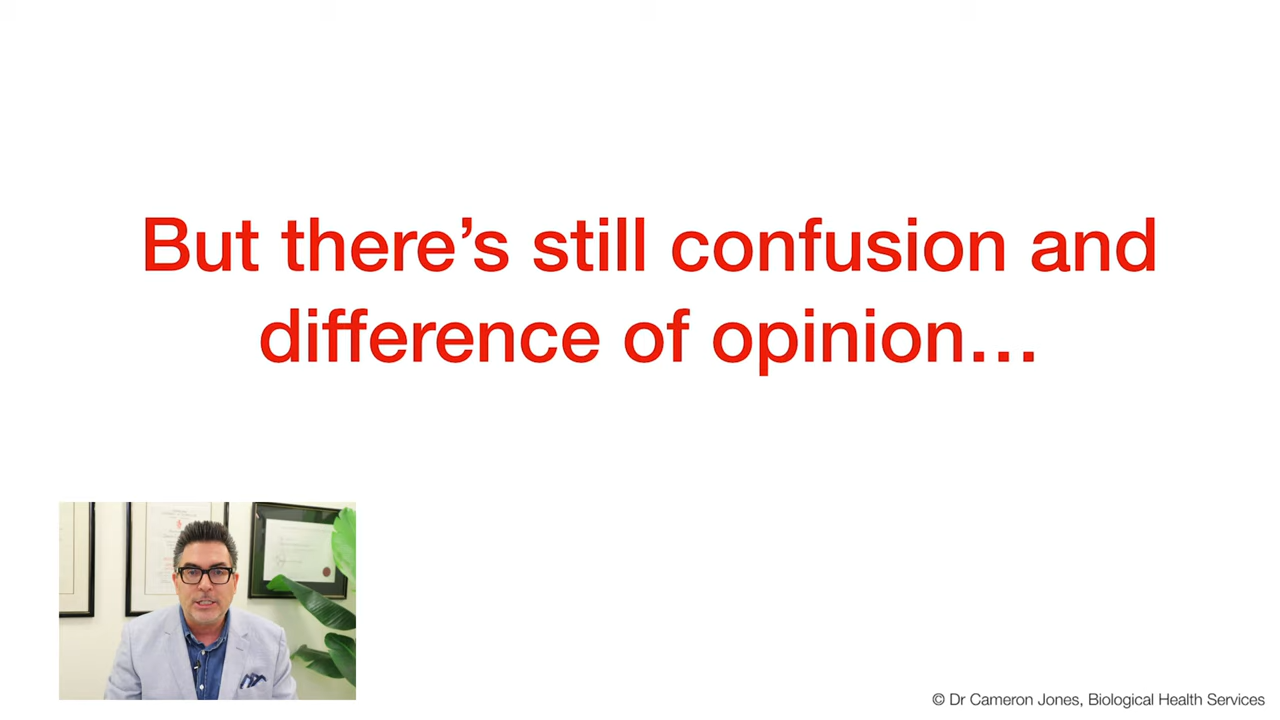 But there’s still confusion and
difference of opinion…
© Dr Cameron Jones, Biological Health Services